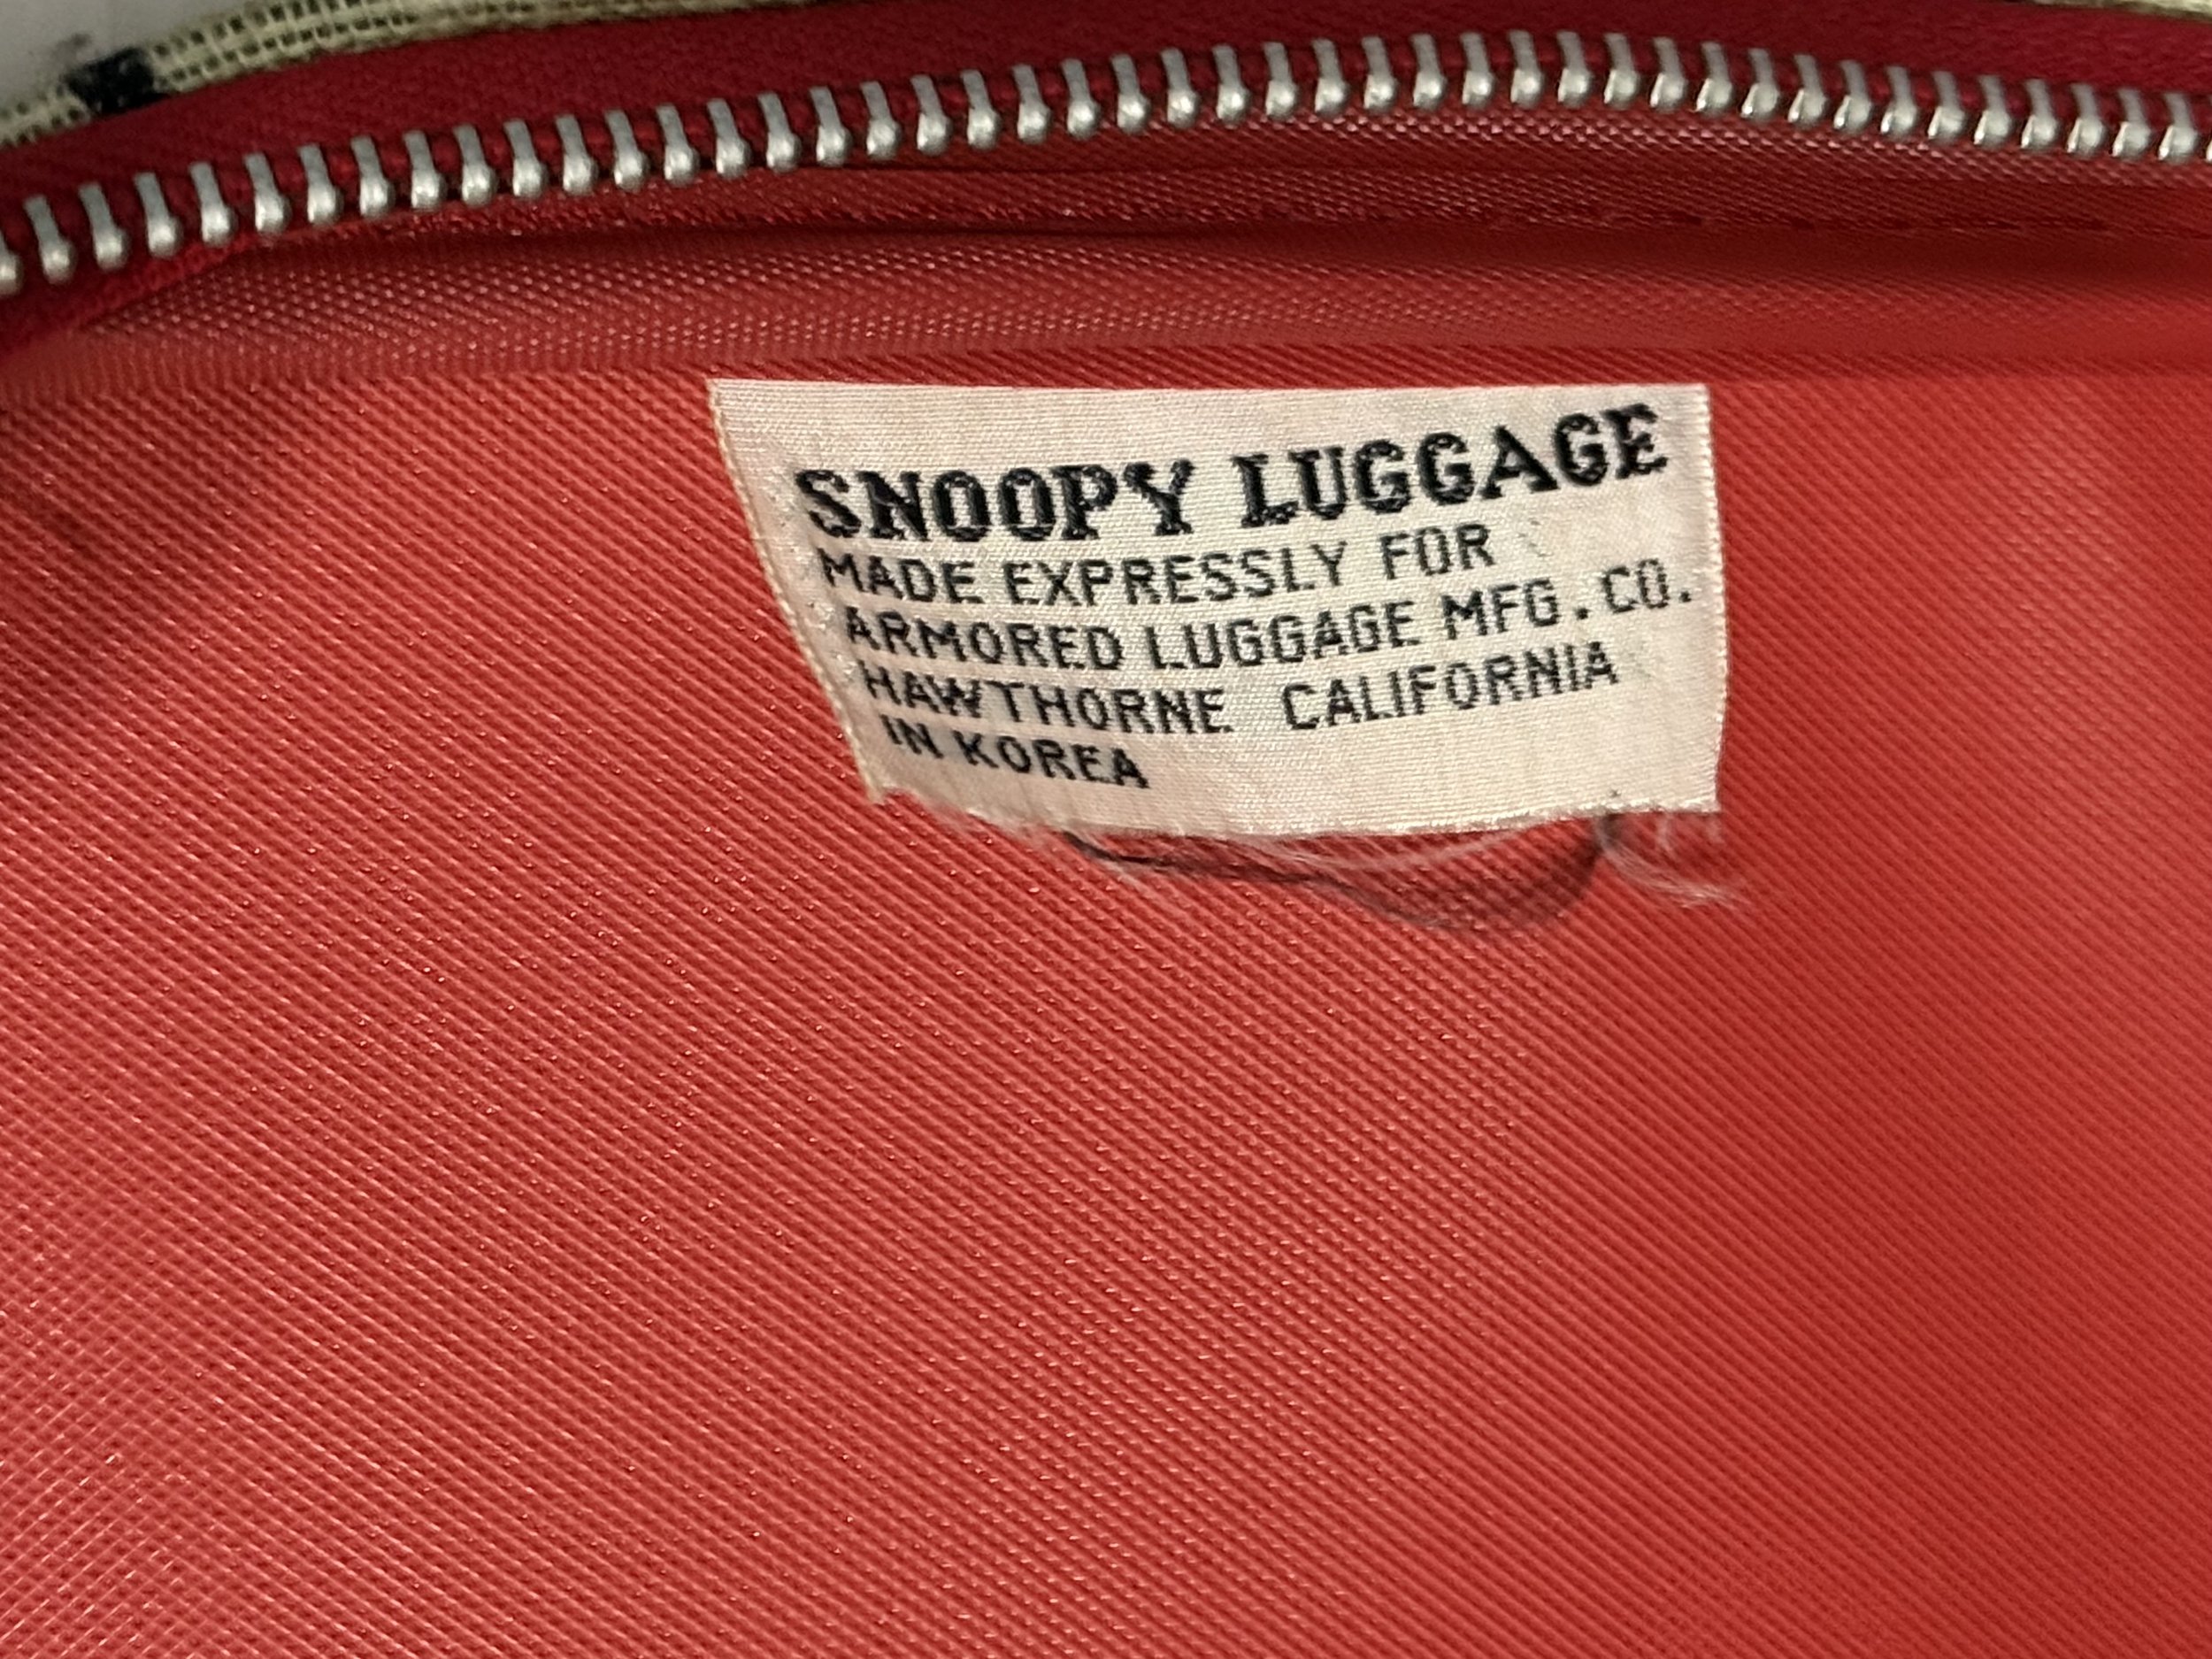 SNOOPY LUGGAGE
MADE EXPRESSLY FOR
ARMORED LUGGAGE MFG. CO.
HAWTHORNE CALIFORNIA
IN KOREA